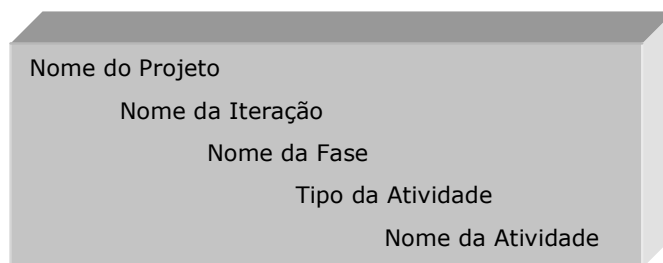 Nome do Projeto
Nome da Iteração
Nome da Fase
Tipo da Atividade
Nome da Atividade